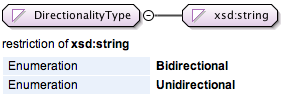 DirectionalityType xsd:string
restriction of xsd:string
Enumeration Bidirectional
Enumeration Unidirectional